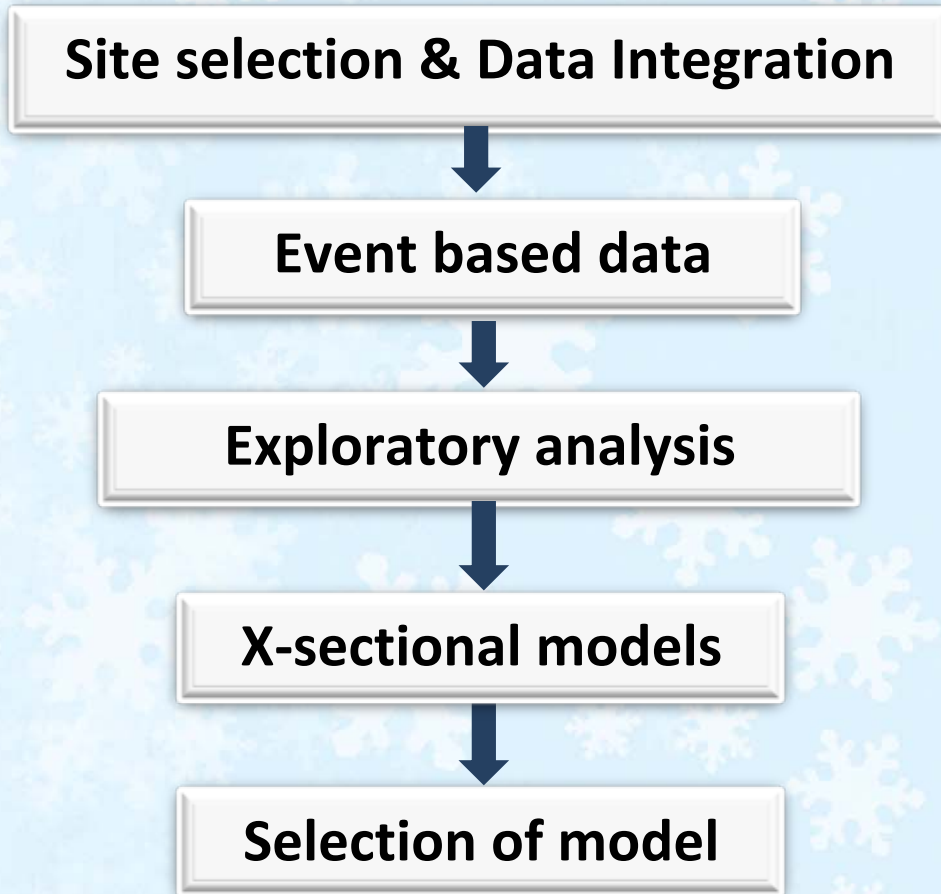 Site selection & Data Integration
Event based data
Exploratory analysis
X-sectional models
Selection of model